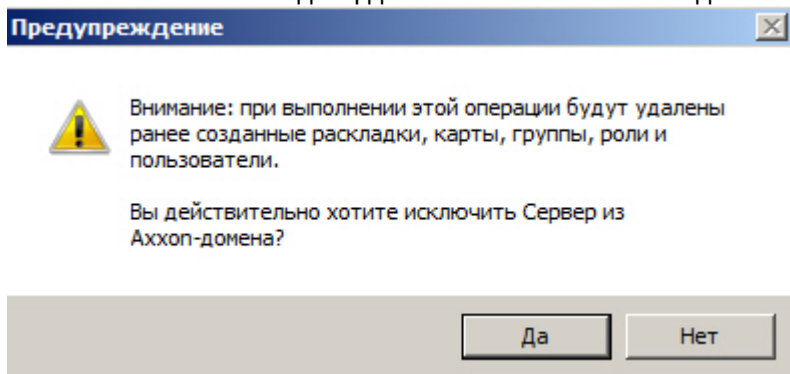 Предупреждение
Внимание: при выполнении этой операции будут удалены
ранее созданные раскладки, карты, группы, роли и
пользователи.
Вы действительно хотите исключить Сервер из
Axxon-домена?
Да
Нет